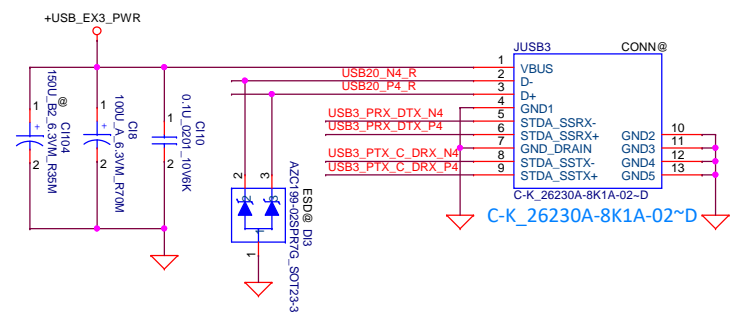 +USB_EX3_PWR
JUSB3
CONN@
1
VBUS
USB20_N4_R
2
D-
USB20_P4_R
3
D+
4
GND1
USB3_PRX_DTX_N4
5
STDA_SSRX-
USB3_PRX_DTX_P4
6
STDA_SSRX+
GND2
10
7
GND_DRAIN
GND3
11
USB3_PTX_C_DRX_N4
8
STDA_SSTX-
GND4
12
USB3_PTX_C_DRX_P4
9
STDA_SSTX+
GND5
13
C-K_26230A-8K1A-02~D
C-K_26230A-8K1A-02~D
1
+
2
@
CI104
150U_B2_6.3VM_R35M
1
+
2
CI8
100U_A_6.3VM_R70M
1
2
CI10
0.1U_0201_10V6K
2
3
2
3
1
1
ESD@ DI3
AZC199-02SPR7G_SOT23-3